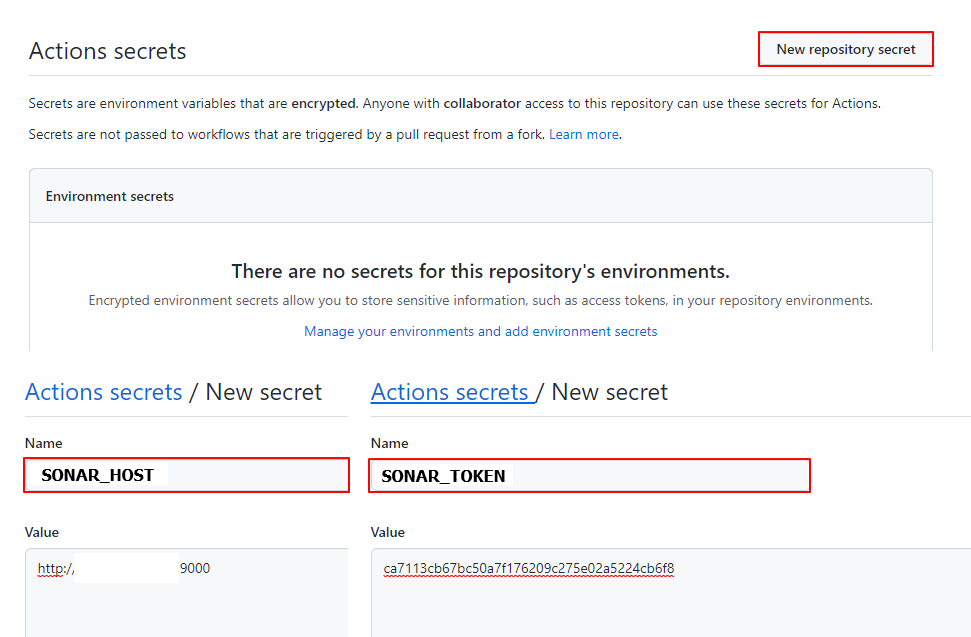 Actions secrets
New repository secret
Secrets are environment variables that are encrypted. Anyone with collaborator access to this repository can use these secrets for Actions.
Secrets are not passed to workflows that are triggered by a pull request from a fork. Learn more.
Environment secrets
There are no secrets for this repository's environments.
Encrypted environment secrets allow you to store sensitive information, such as access tokens, in your repository environments.
Manage your environments and add environment secrets
Actions secrets / New secret
Name
SONAR_HOST
Value
http:/ 9000
Actions secrets / New secret
Name
SONAR_TOKEN
Value
ca7113cb67bc50a7f176209c275e02a5224cb6f8